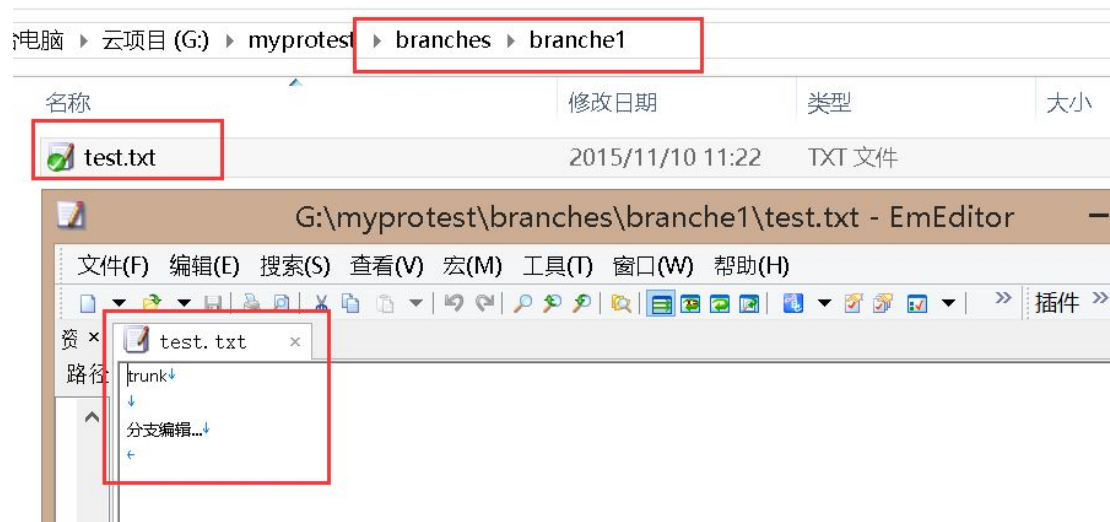 台电脑 ▸ 云项目 (G:) ▸ myprotest ▸ branches ▸ branche1
名称 修改日期 类型 大小
test.txt 2015/11/10 11:22 TXT 文件
G:\myprotest\branches\branche1\test.txt - EmEditor
文件(F) 编辑(E) 搜索(S) 查看(V) 宏(M) 工具(T) 窗口(W) 帮助(H)
插件
资 × test.txt ×
路径
trunk
分支编辑...